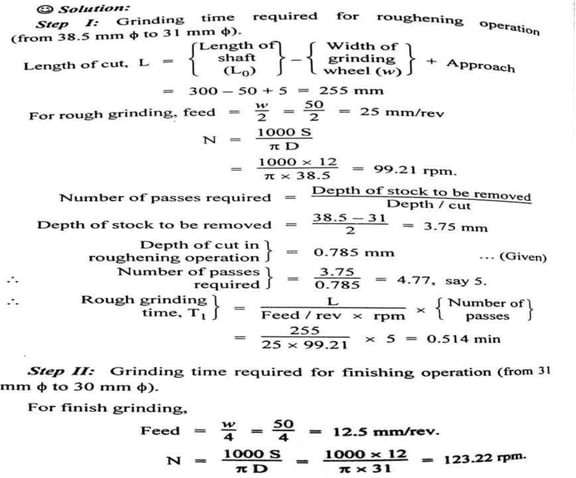 ☺ Solution:
Step I: Grinding time required for roughening operation
(from 38.5 mm ϕ to 31 mm ϕ).
Length of cut, L = {Length of shaft (L₀)} − {Width of grinding wheel (w)} + Approach
= 300 − 50 + 5 = 255 mm
For rough grinding, feed = w/2 = 50/2 = 25 mm/rev
N = 1000 S / π D
= 1000 × 12 / π × 38.5 = 99.21 rpm.
Number of passes required = Depth of stock to be removed / Depth / cut
Depth of stock to be removed = 38.5 − 31 / 2 = 3.75 mm
Depth of cut in roughening operation } = 0.785 mm ... (Given)
∴ Number of passes required } = 3.75 / 0.785 = 4.77, say 5.
∴ Rough grinding time, T₁ } = L / Feed / rev × rpm × {Number of passes}
= 255 / 25 × 99.21 × 5 = 0.514 min
Step II: Grinding time required for finishing operation (from 31
mm ϕ to 30 mm ϕ).
For finish grinding,
Feed = w/4 = 50/4 = 12.5 mm/rev.
N = 1000 S / π D = 1000 × 12 / π × 31 = 123.22 rpm.